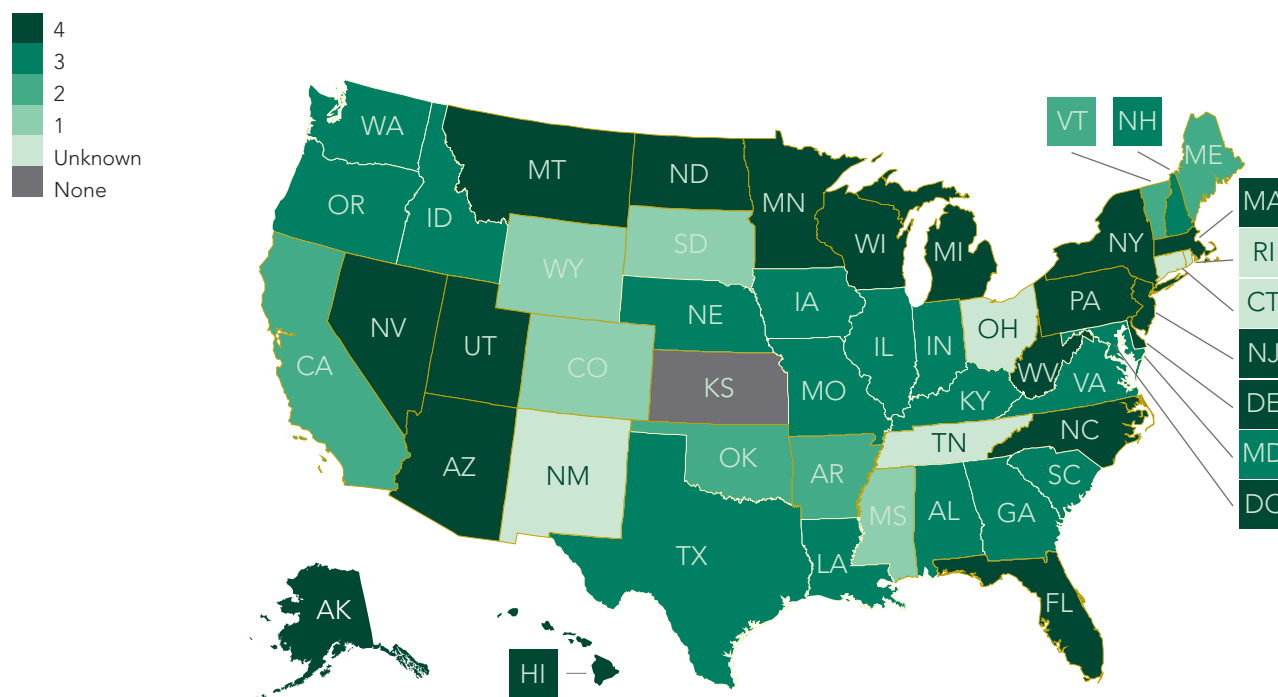 4
3
2
1
Unknown
None
VT
NH
WA
ME
MT
ND
OR
MN
MA
ID
WI
NY
SD
MI
RI
WY
PA
IA
CT
NE
NV
OH
UT
IL
IN
NJ
CA
CO
WV
VA
KS
MO
KY
DE
NC
TN
OK
MD
AZ
NM
AR
SC
MS
AL
GA
DC
TX
LA
FL
AK
HI